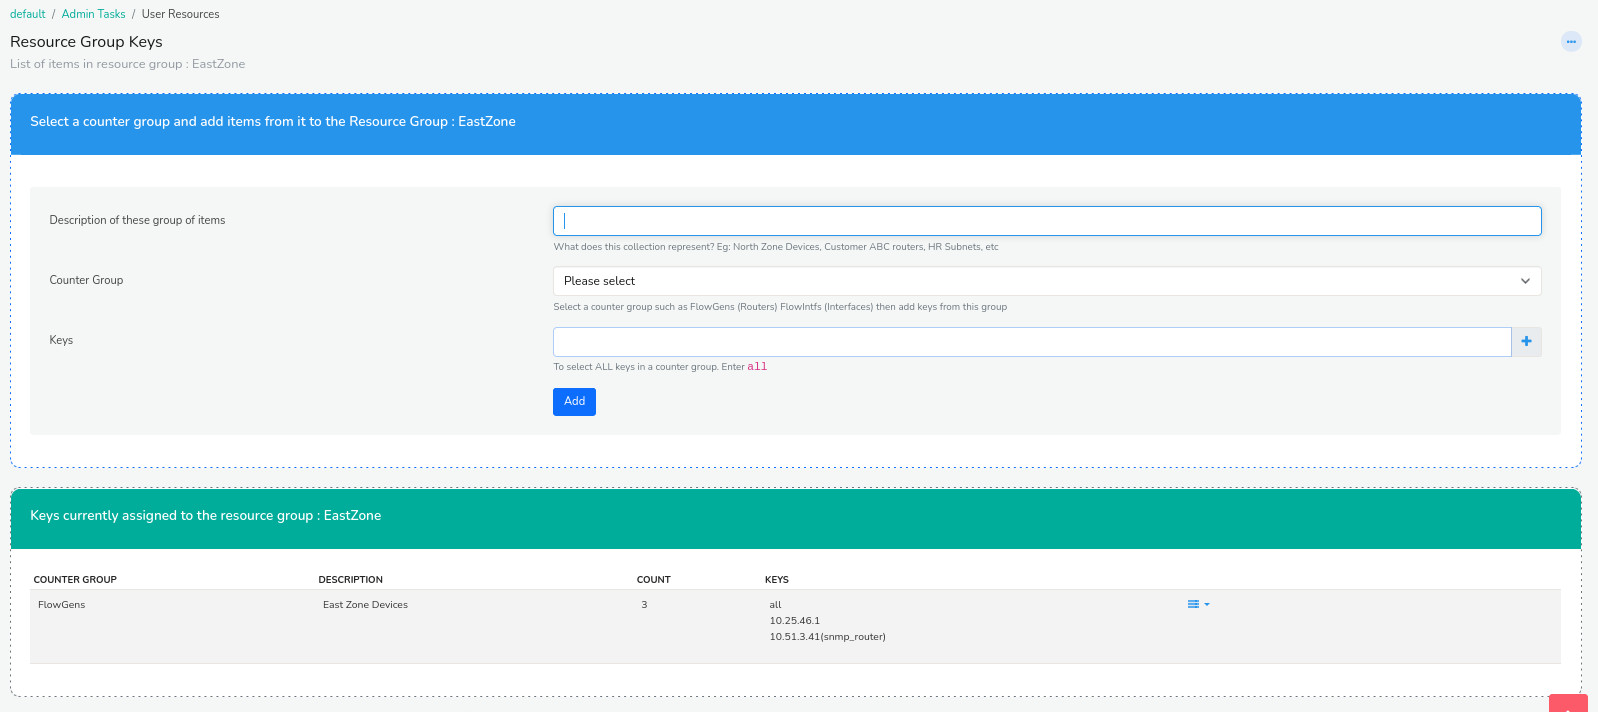 default / Admin Tasks / User Resources
Resource Group Keys
List of items in resource group : EastZone
Select a counter group and add items from it to the Resource Group : EastZone
Description of these group of items
What does this collection represent? Eg: North Zone Devices, Customer ABC routers, HR Subnets, etc
Counter Group
Please select
Select a counter group such as FlowGens (Routers) FlowIntfs (Interfaces) then add keys from this group
Keys
To select ALL keys in a counter group. Enter all
Add
Keys currently assigned to the resource group : EastZone
COUNTER GROUP DESCRIPTION COUNT KEYS
FlowGens East Zone Devices 3 all
10.25.46.1
10.51.3.41(snmp_router)